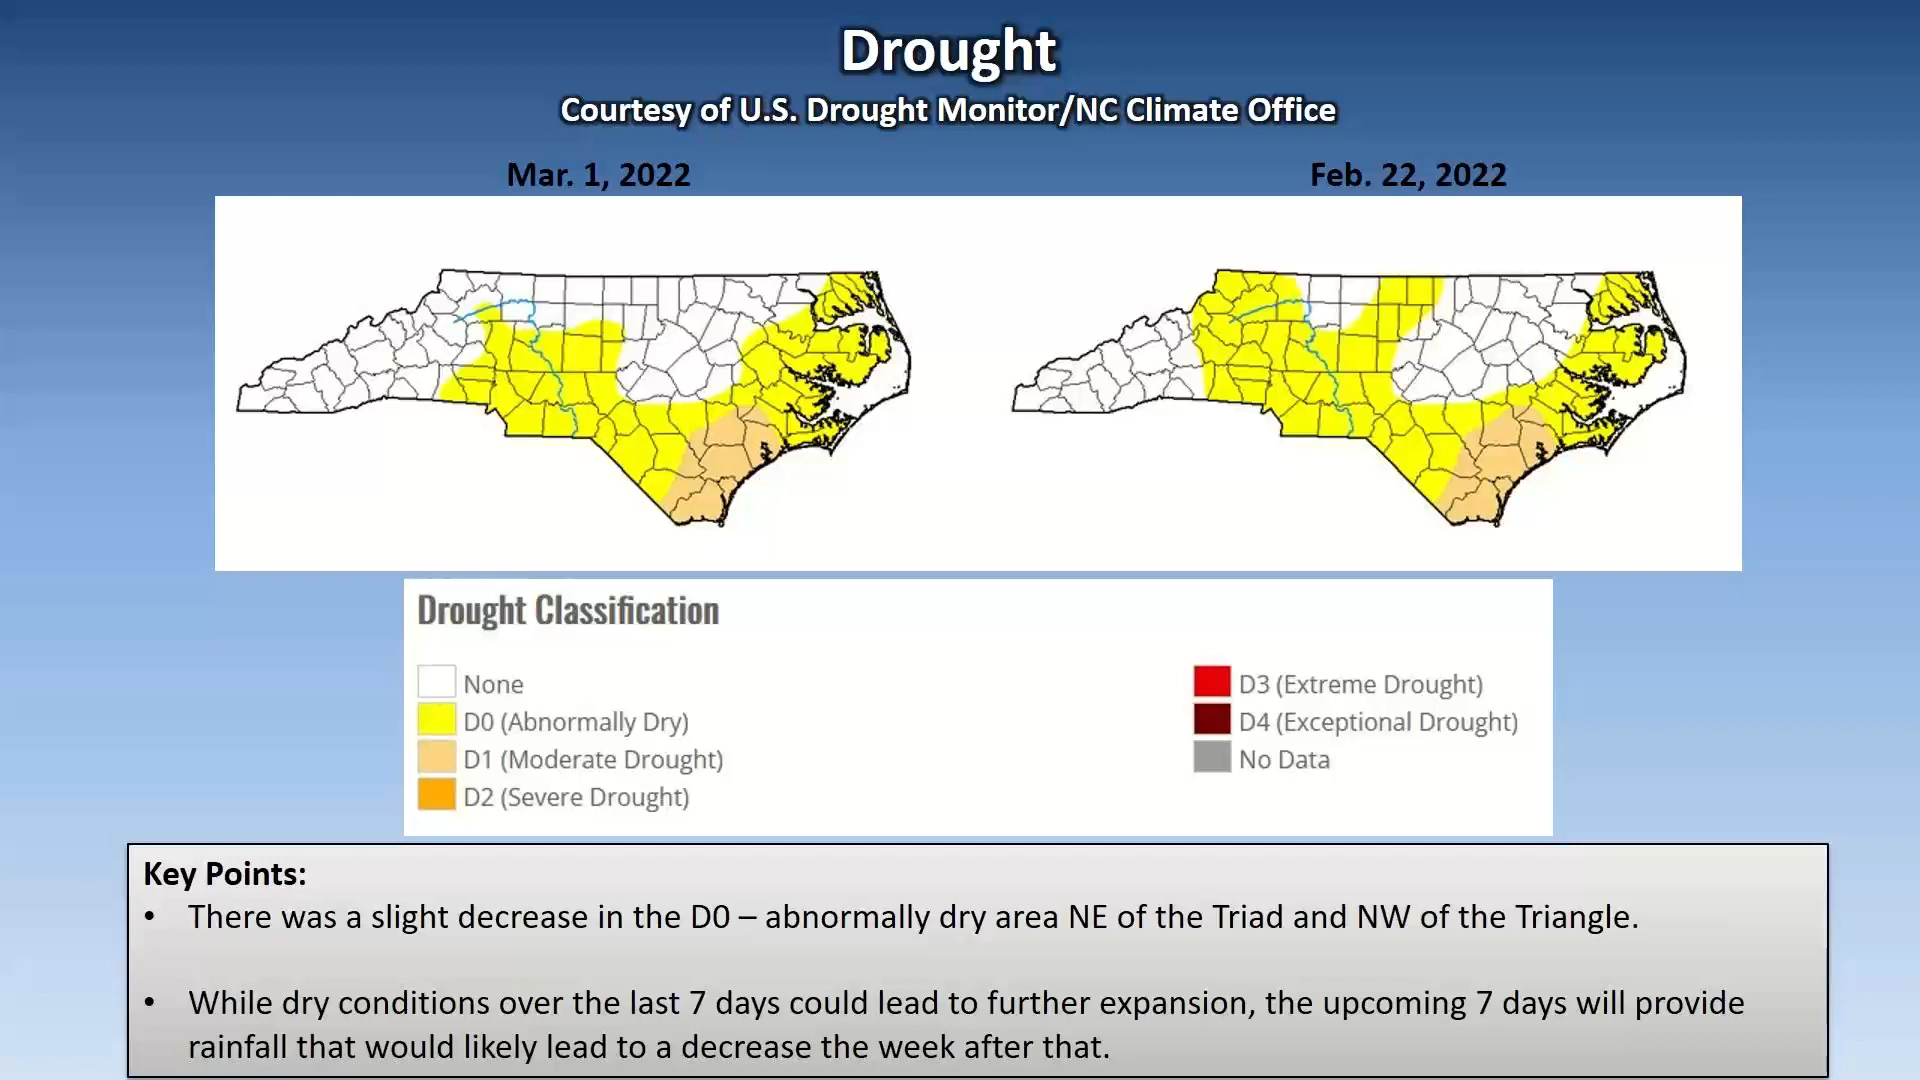 Drought
Courtesy of U.S. Drought Monitor/NC Climate Office
Mar. 1, 2022
Feb. 22, 2022
Drought Classification
None
D0 (Abnormally Dry)
D1 (Moderate Drought)
D2 (Severe Drought)
D3 (Extreme Drought)
D4 (Exceptional Drought)
No Data
Key Points:
• There was a slight decrease in the D0 – abnormally dry area NE of the Triad and NW of the Triangle.
• While dry conditions over the last 7 days could lead to further expansion, the upcoming 7 days will provide
rainfall that would likely lead to a decrease the week after that.